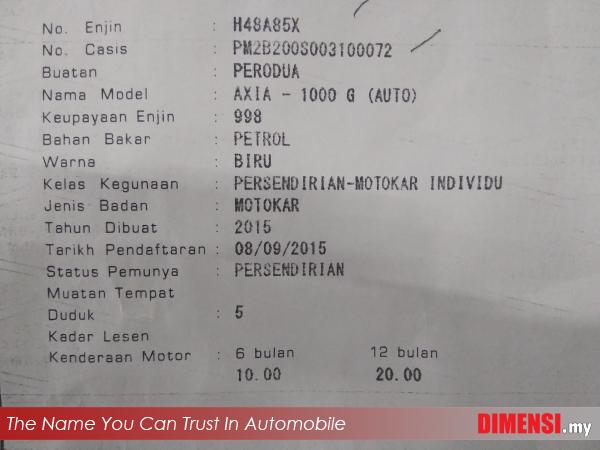 No. Enjin : H48A85X
No. Casis : PM2B200S003100072
Buatan : PERODUA
Nama Model : AXIA - 1000 G (AUTO)
Keupayaan Enjin : 998
Bahan Bakar : PETROL
Warna : BIRU
Kelas Kegunaan : PERSENDIRIAN-MOTOKAR INDIVIDU
Jenis Badan : MOTOKAR
Tahun Dibuat : 2015
Tarikh Pendaftaran : 08/09/2015
Status Pemunya : PERSENDIRIAN
Muatan Tempat
Duduk : 5
Kadar Lesen
Kenderaan Motor : 6 bulan 12 bulan
10.00 20.00
The Name You Can Trust In Automobile DIMENSI.my